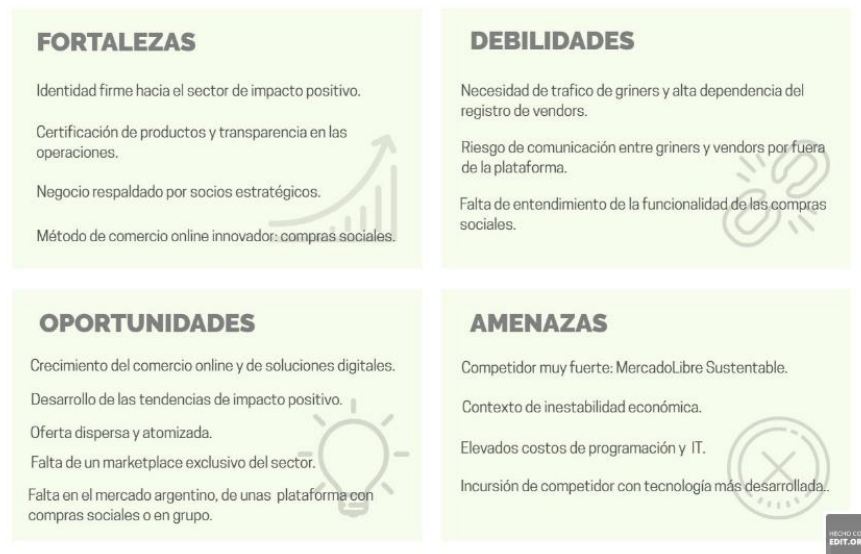 FORTALEZAS
Identidad firme hacia el sector de impacto positivo.
Certificación de productos y transparencia en las
operaciones.
Negocio respaldado por socios estratégicos.
Método de comercio online innovador: compras sociales.
DEBILIDADES
Necesidad de trafico de griners y alta dependencia del
registro de vendors.
Riesgo de comunicación entre griners y vendors por fuera
de la plataforma.
Falta de entendimiento de la funcionalidad de las compras
sociales.
OPORTUNIDADES
Crecimiento del comercio online y de soluciones digitales.
Desarrollo de las tendencias de impacto positivo.
Oferta dispersa y atomizada.
Falta de un marketplace exclusivo del sector.
Falta en el mercado argentino, de unas plataforma con
compras sociales o en grupo.
AMENAZAS
Competidor muy fuerte: MercadoLibre Sustentable.
Contexto de inestabilidad económica.
Elevados costos de programación y IT.
Incursión de competidor con tecnología más desarrollada..
HECHO CO
EDIT.OR